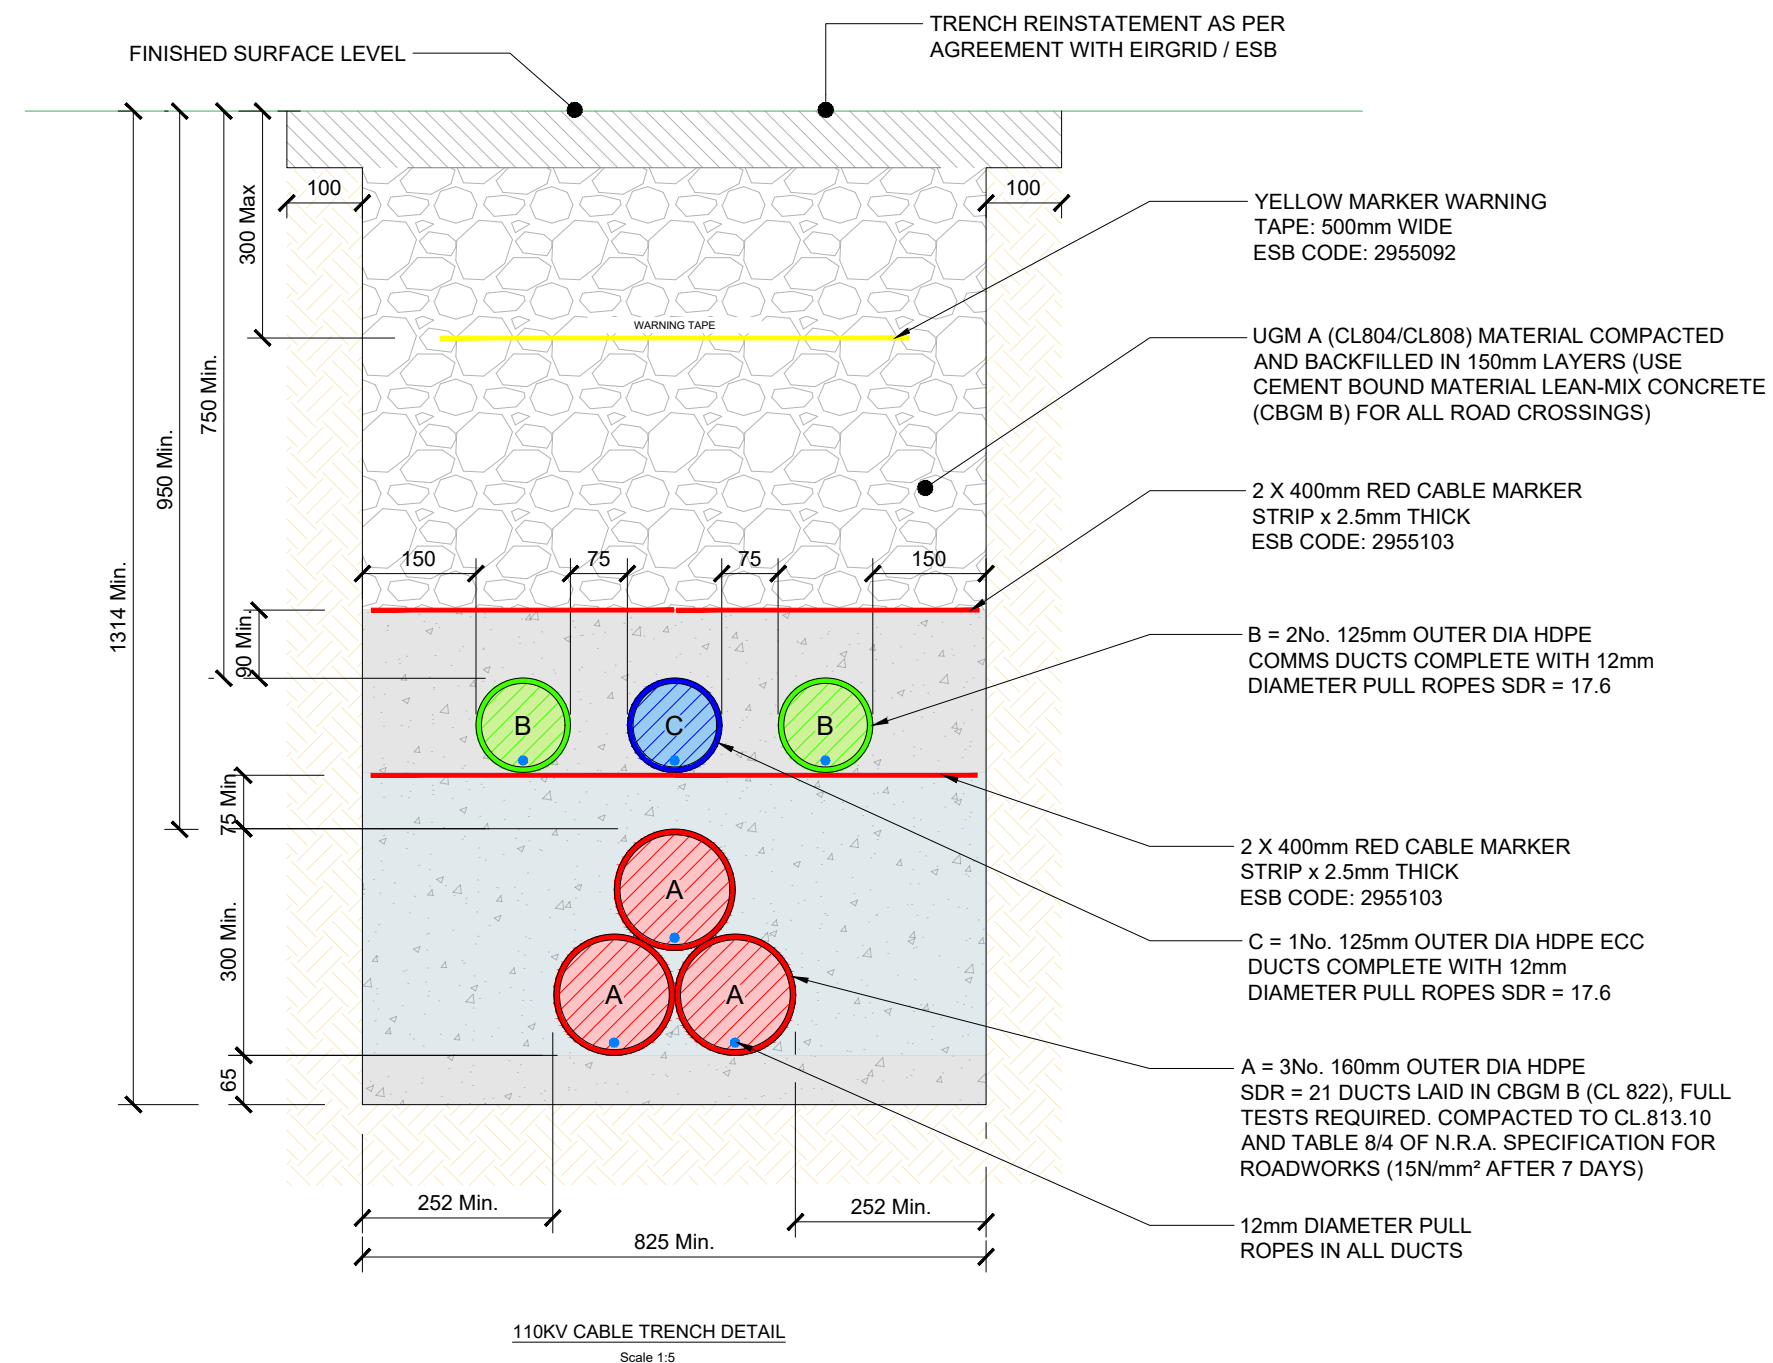 TRENCH REINSTATEMENT AS PER
AGREEMENT WITH EIRGRID / ESB
FINISHED SURFACE LEVEL
100
100
300 Max
750 Min.
950 Min.
1314 Min.
WARNING TAPE
YELLOW MARKER WARNING
TAPE: 500mm WIDE
ESB CODE: 2955092
UGM A (CL804/CL808) MATERIAL COMPACTED
AND BACKFILLED IN 150mm LAYERS (USE
CEMENT BOUND MATERIAL LEAN-MIX CONCRETE
(CBGM B) FOR ALL ROAD CROSSINGS)
2 X 400mm RED CABLE MARKER
STRIP x 2.5mm THICK
ESB CODE: 2955103
150
75
75
150
90 Min.
B
C
B
B = 2No. 125mm OUTER DIA HDPE
COMMS DUCTS COMPLETE WITH 12mm
DIAMETER PULL ROPES SDR = 17.6
75 Min.
2 X 400mm RED CABLE MARKER
STRIP x 2.5mm THICK
ESB CODE: 2955103
A
A
A
300 Min.
65
C = 1No. 125mm OUTER DIA HDPE ECC
DUCTS COMPLETE WITH 12mm
DIAMETER PULL ROPES SDR = 17.6
A = 3No. 160mm OUTER DIA HDPE
SDR = 21 DUCTS LAID IN CBGM B (CL 822), FULL
TESTS REQUIRED. COMPACTED TO CL.813.10
AND TABLE 8/4 OF N.R.A. SPECIFICATION FOR
ROADWORKS (15N/mm² AFTER 7 DAYS)
12mm DIAMETER PULL
ROPES IN ALL DUCTS
252 Min.
252 Min.
825 Min.
110KV CABLE TRENCH DETAIL
Scale 1:5